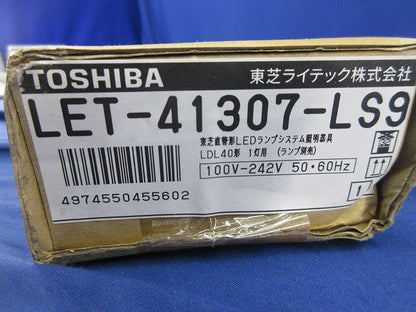 TOSHIBA
東芝ライテック株式会社
LET-41307-LS9
東芝直管形LEDランプシステム照明器具
LDL40形 1灯用 (ランプ別売)
100V-242V 50・60Hz
4974550455602
1